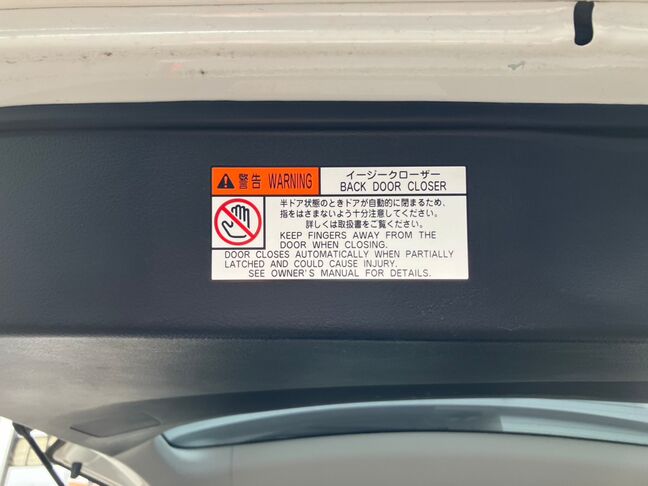 警告 WARNING
イージークローザー
BACK DOOR CLOSER
半ドア状態のときドアが自動的に閉まるため、
指をはさまないよう十分注意してください。
詳しくは取扱書をご覧ください。
KEEP FINGERS AWAY FROM THE
DOOR WHEN CLOSING.
DOOR CLOSES AUTOMATICALLY WHEN PARTIALLY
LATCHED AND COULD CAUSE INJURY.
SEE OWNER'S MANUAL FOR DETAILS.